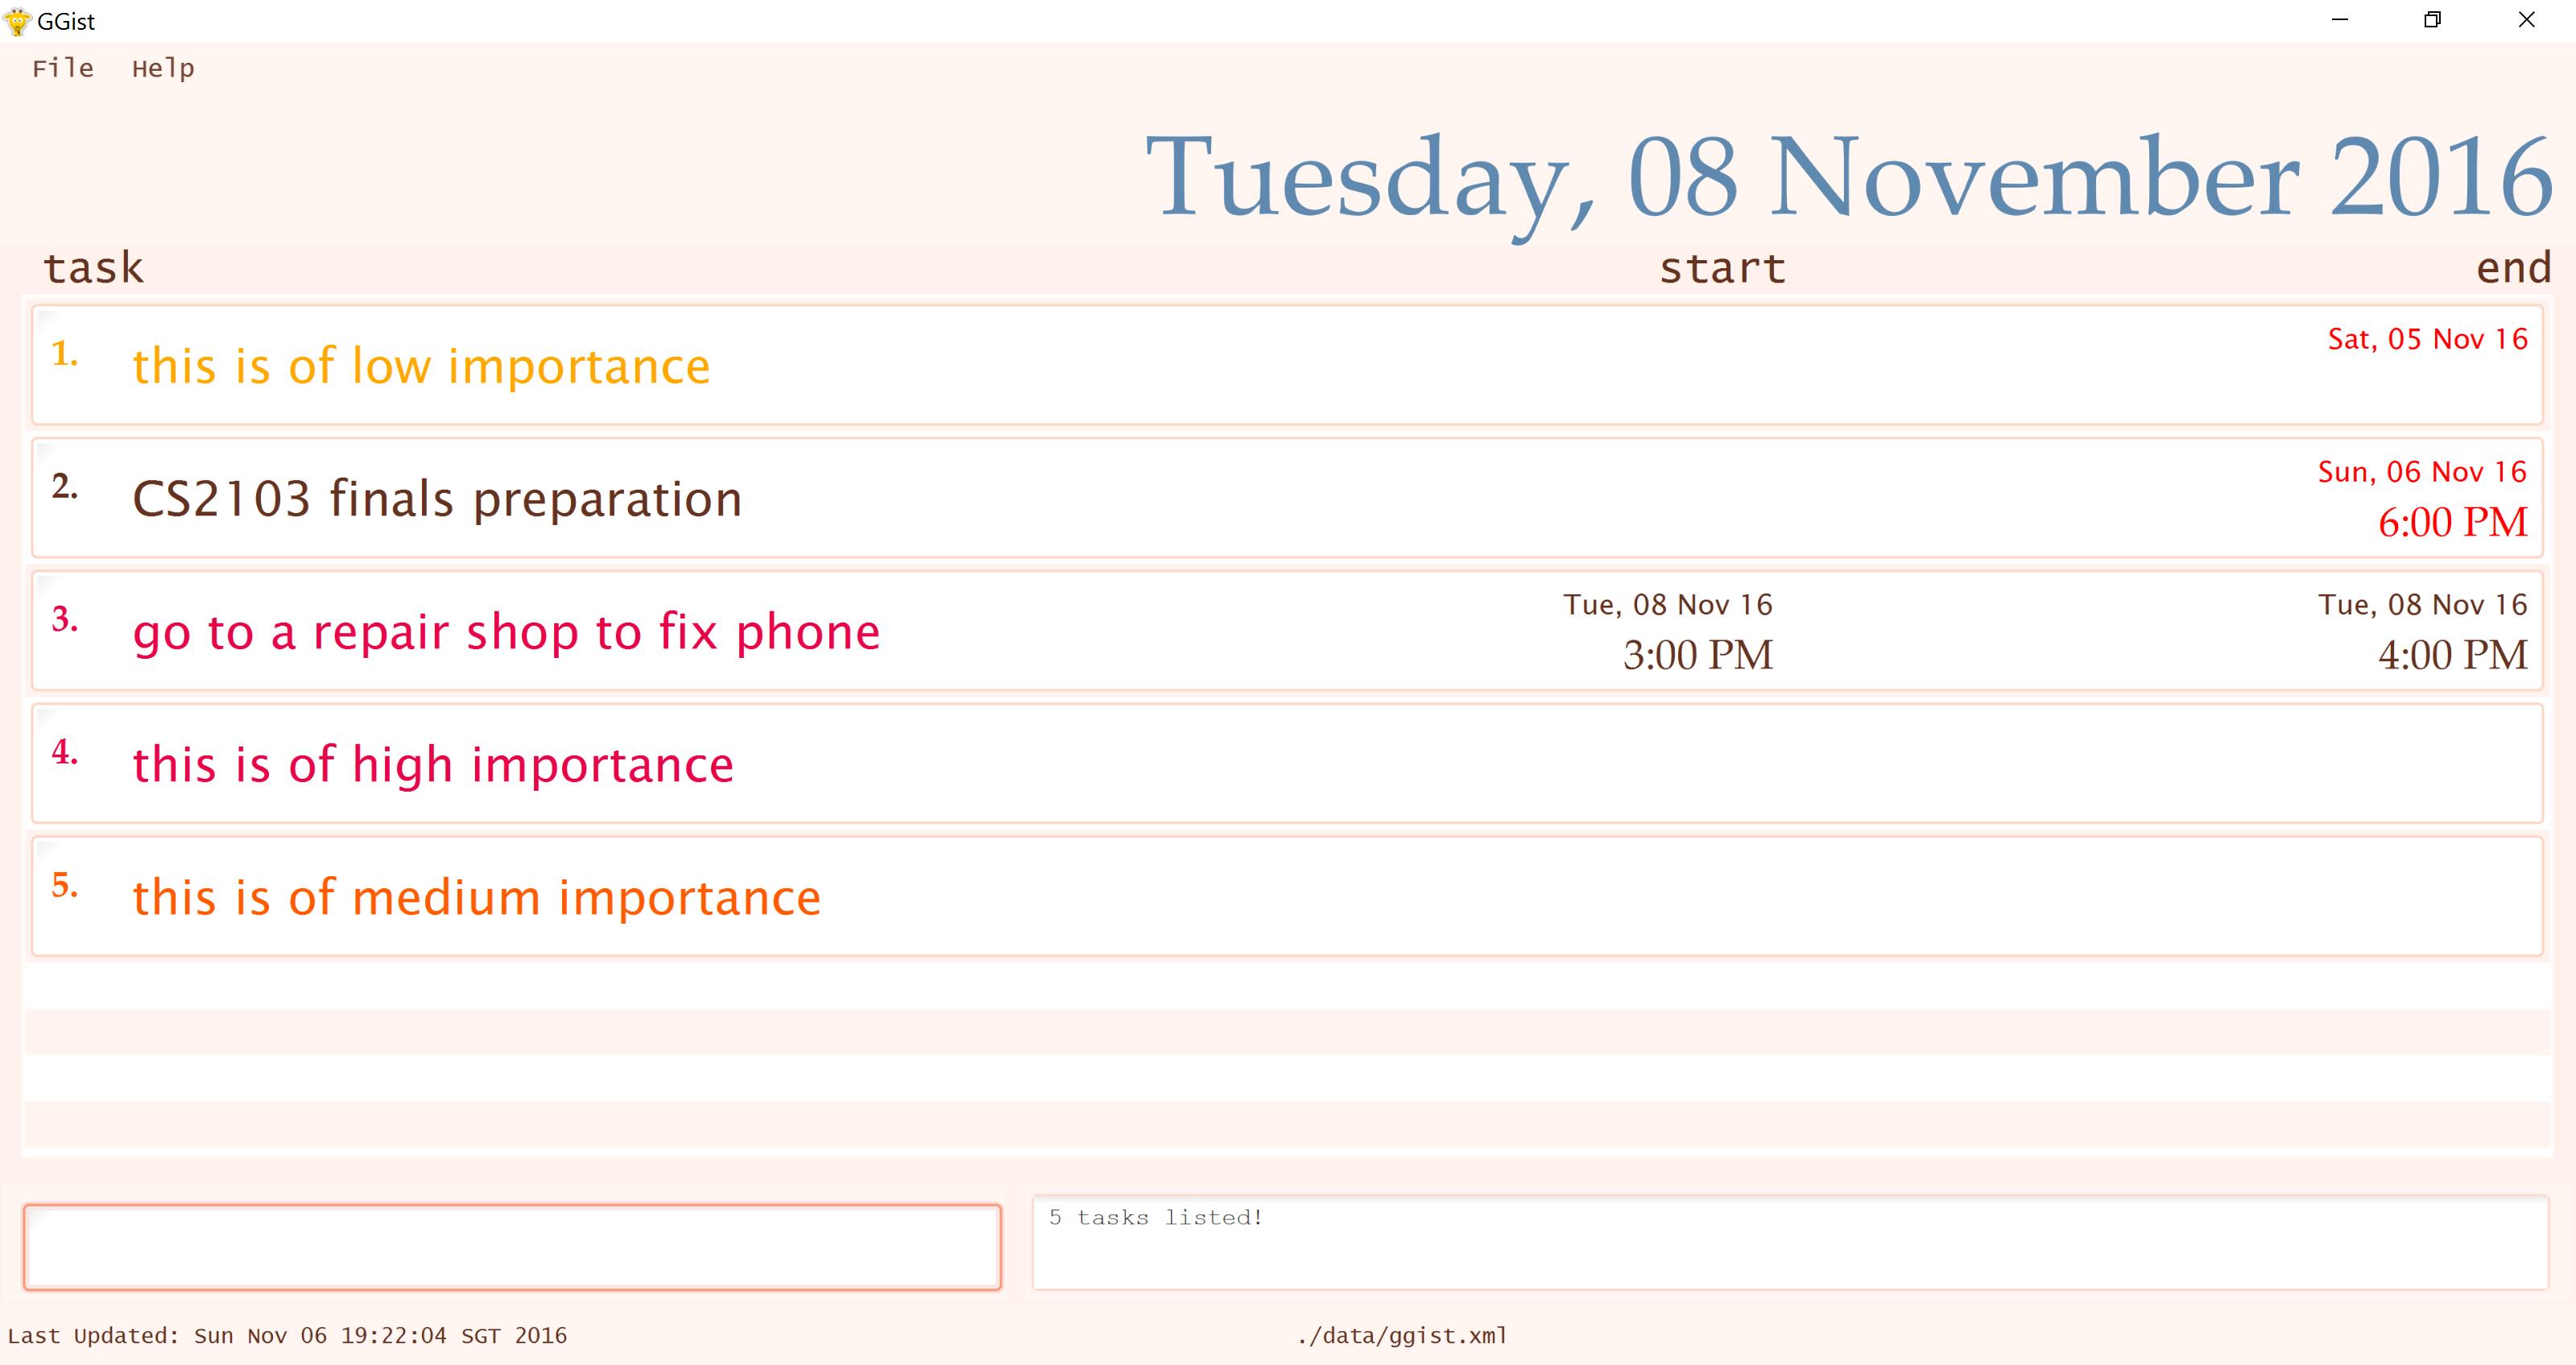 GGist
File Help
Tuesday, 08 November 2016
task start end
1. this is of low importance Sat, 05 Nov 16
2. CS2103 finals preparation Sun, 06 Nov 16
6:00 PM
3. go to a repair shop to fix phone Tue, 08 Nov 16 Tue, 08 Nov 16
3:00 PM 4:00 PM
4. this is of high importance
5. this is of medium importance
5 tasks listed!
Last Updated: Sun Nov 06 19:22:04 SGT 2016 ./data/ggist.xml